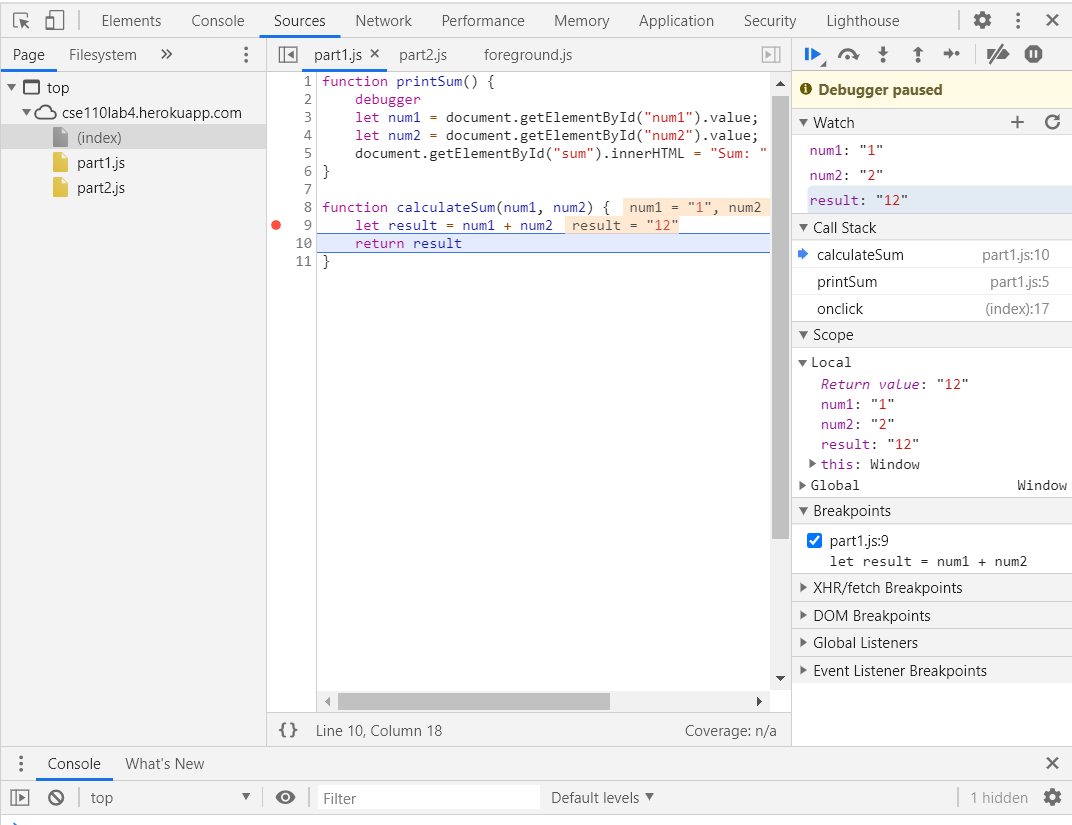 Elements Console Sources Network Performance Memory Application Security Lighthouse
Page Filesystem »
part1.js × part2.js foreground.js
top
cse110lab4.herokuapp.com
(index)
part1.js
part2.js
1 function printSum() {
2 debugger
3 let num1 = document.getElementById("num1").value;
4 let num2 = document.getElementById("num2").value;
5 document.getElementById("sum").innerHTML = "Sum: "
6 }
7
8 function calculateSum(num1, num2) { num1 = "1", num2
9 let result = num1 + num2 result = "12"
10 return result
11 }
{} Line 10, Column 18 Coverage: n/a
Debugger paused
Watch
num1: "1"
num2: "2"
result: "12"
Call Stack
calculateSum part1.js:10
printSum part1.js:5
onclick (index):17
Scope
Local
Return value: "12"
num1: "1"
num2: "2"
result: "12"
this: Window
Global Window
Breakpoints
part1.js:9
let result = num1 + num2
XHR/fetch Breakpoints
DOM Breakpoints
Global Listeners
Event Listener Breakpoints
Console What's New
top Filter Default levels 1 hidden